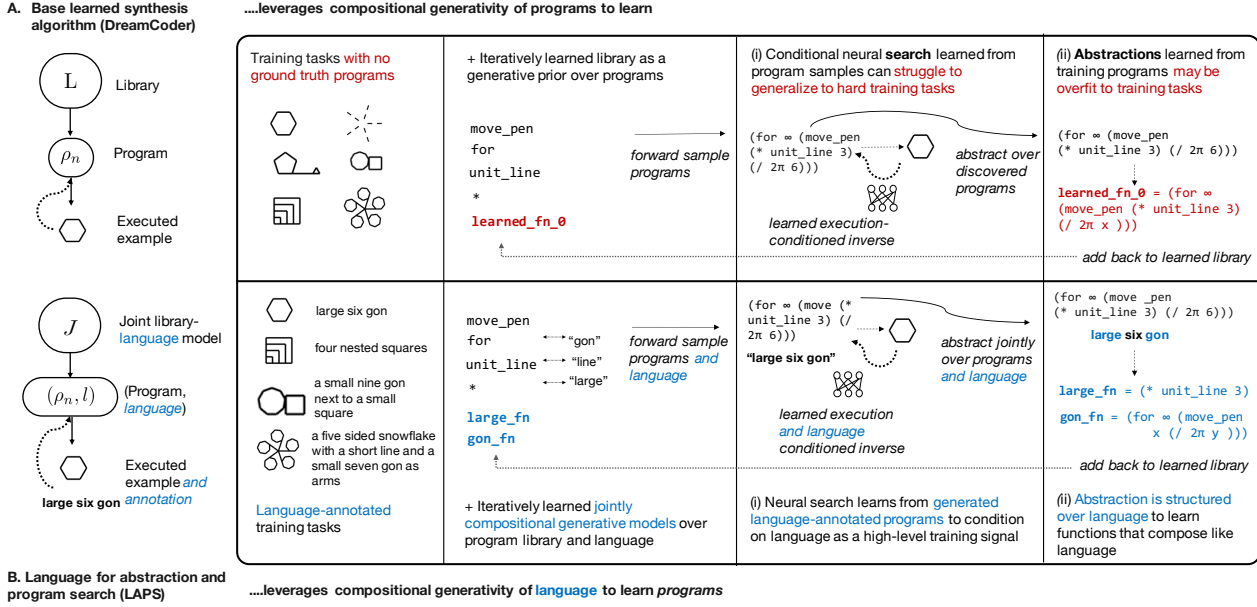 A. Base learned synthesis
algorithm (DreamCoder)
....leverages compositional generativity of programs to learn
L
Library
ρn
Program
Executed
example
Training tasks with no
ground truth programs
+ Iteratively learned library as a
generative prior over programs
move_pen
for
unit_line
*
learned_fn_0
forward sample
programs
(i) Conditional neural search learned from
program samples can struggle to
generalize to hard training tasks
(for ∞ (move_pen
(* unit_line 3)
(/ 2π 6)))
learned execution-
conditioned inverse
abstract over
discovered
programs
(ii) Abstractions learned from
training programs may be
overfit to training tasks
(for ∞ (move_pen
(* unit_line 3) (/ 2π 6)))
learned_fn_0 = (for ∞
(move_pen (* unit_line 3)
(/ 2π x )))
add back to learned library
J
Joint library-
language model
(ρn, l)
(Program,
language)
Executed
example and
annotation
large six gon
large six gon
four nested squares
a small nine gon
next to a small
square
a five sided snowflake
with a short line and a
small seven gon as
arms
Language-annotated
training tasks
move_pen
for
"gon"
unit_line
"line"
*
"large"
large_fn
gon_fn
forward sample
programs and
language
+ Iteratively learned jointly
compositional generative models over
program library and language
(for ∞ (move (*
unit_line 3) (/
2π 6)))
"large six gon"
learned execution
and language
conditioned inverse
abstract jointly
over programs
and language
(i) Neural search learns from generated
language-annotated programs to condition
on language as a high-level training signal
(for ∞ (move _pen
(* unit_line 3) (/ 2π 6)))
large six gon
large_fn = (* unit_line 3)
gon_fn = (for ∞ (move_pen
x (/ 2π y )))
add back to learned library
(ii) Abstraction is structured
over language to learn
functions that compose like
language
B. Language for abstraction and
program search (LAPS)
....leverages compositional generativity of language to learn programs